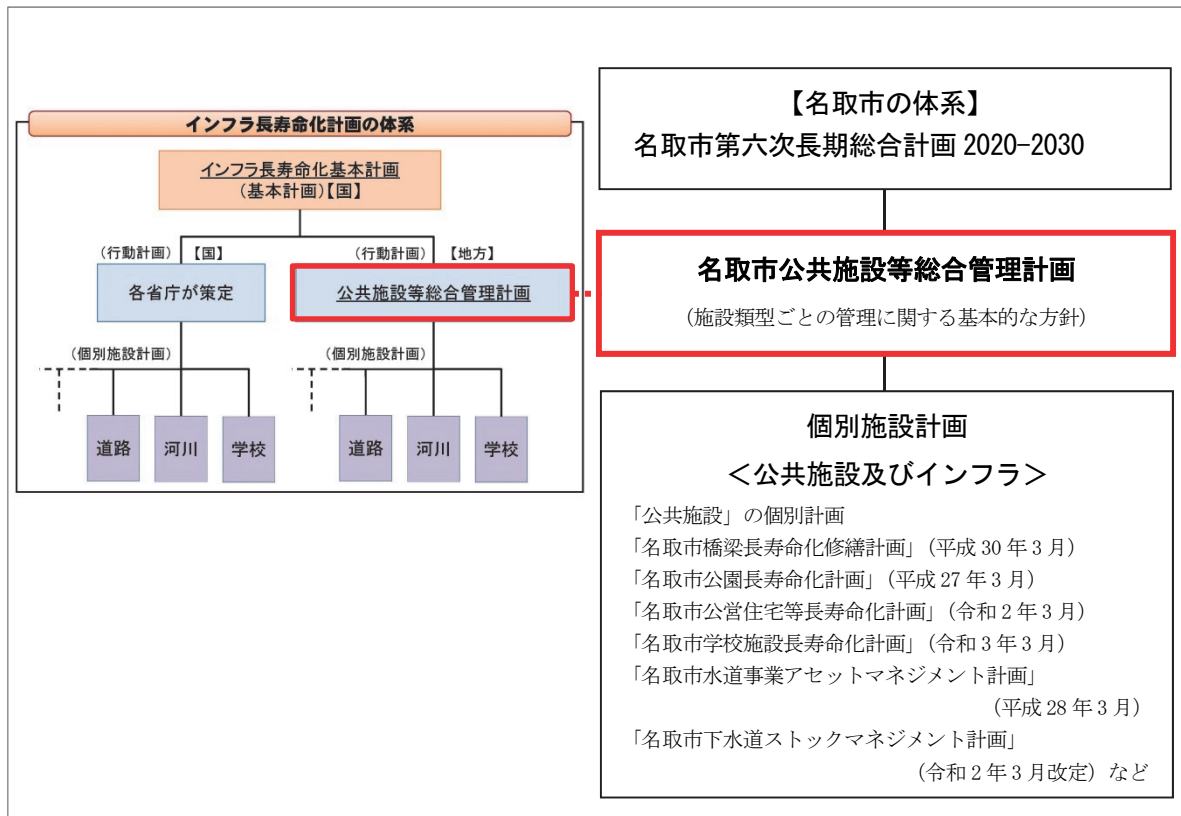 インフラ長寿命化計画の体系
インフラ長寿命化基本計画
(基本計画)【国】
(行動計画) 【国】
(行動計画) 【地方】
各省庁が策定
公共施設等総合管理計画
(個別施設計画)
(個別施設計画)
道路 河川 学校
道路 河川 学校
【名取市の体系】
名取市第六次長期総合計画 2020-2030
名取市公共施設等総合管理計画
(施設類型ごとの管理に関する基本的な方針)
個別施設計画
<公共施設及びインフラ>
「公共施設」の個別計画
「名取市橋梁長寿命化修繕計画」(平成 30 年 3 月)
「名取市公園長寿命化計画」(平成 27 年 3 月)
「名取市公営住宅等長寿命化計画」(令和 2 年 3 月)
「名取市学校施設長寿命化計画」(令和 3 年 3 月)
「名取市水道事業アセットマネジメント計画」
(平成 28 年 3 月)
「名取市下水道ストックマネジメント計画」
(令和 2 年 3 月改定) など